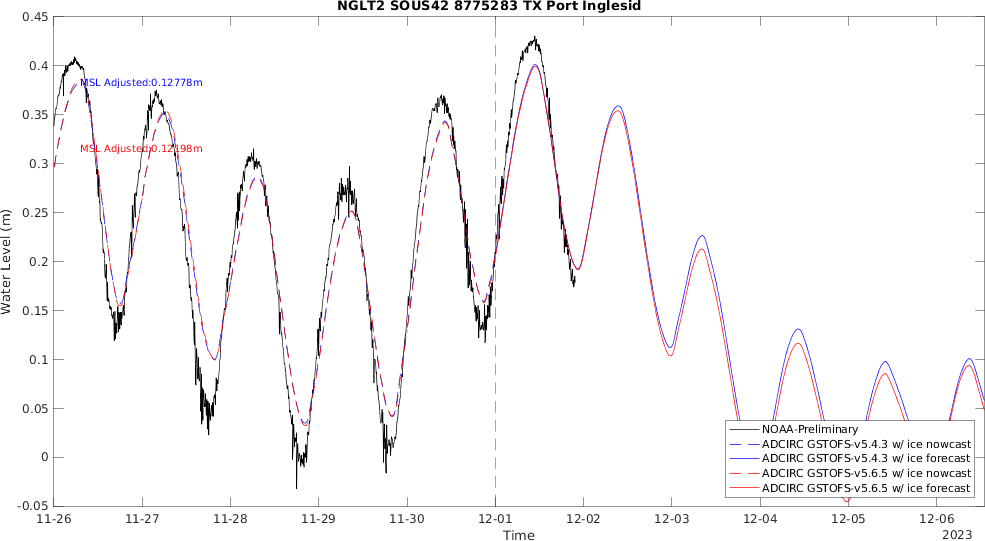 NGLT2 SOUS42 8775283 TX Port Inglesid
0.45
0.4
0.35
0.3
0.25
0.2
0.15
0.1
0.05
0
-0.05
Water Level (m)
MSL Adjusted:0.12778m
MSL Adjusted:0.12198m
NOAA-Preliminary
ADCIRC GSTOFS-v5.4.3 w/ ice nowcast
ADCIRC GSTOFS-v5.4.3 w/ ice forecast
ADCIRC GSTOFS-v5.6.5 w/ ice nowcast
ADCIRC GSTOFS-v5.6.5 w/ ice forecast
11-26 11-27 11-28 11-29 11-30 12-01 12-02 12-03 12-04 12-05 12-06
Time 2023